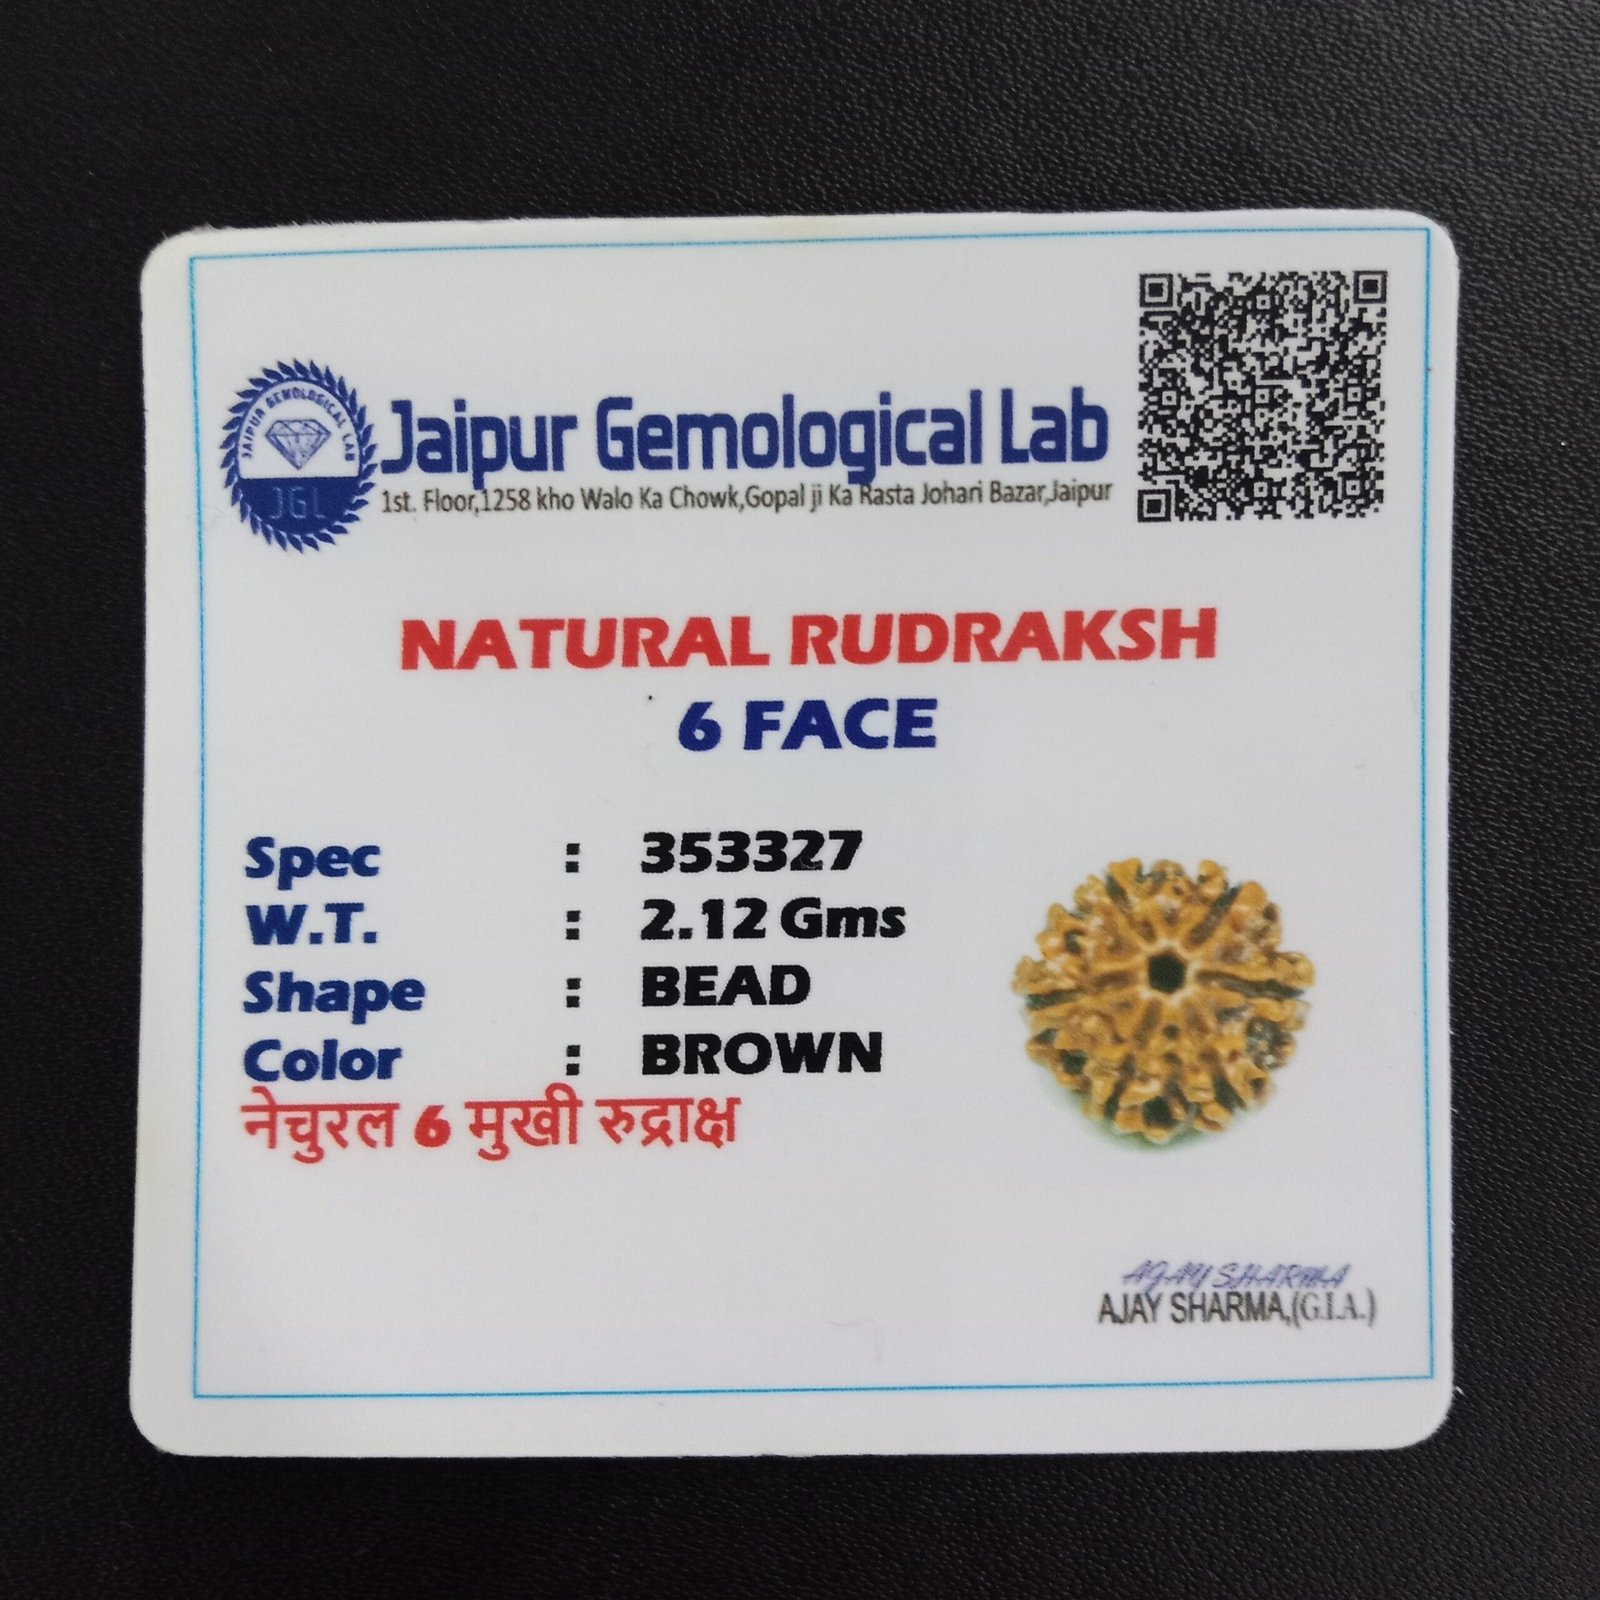 JAIPUR GEMOLOGICAL LAB
JGL
Jaipur Gemological Lab
1st. Floor,1258 kho Walo Ka Chowk,Gopal ji Ka Rasta Johari Bazar,Jaipur
NATURAL RUDRAKSH
6 FACE
Spec : 353327
W.T. : 2.12 Gms
Shape : BEAD
Color : BROWN
नेचुरल 6 मुखी रुद्राक्ष
AJAY SHARMA
AJAY SHARMA,(G.I.A.)